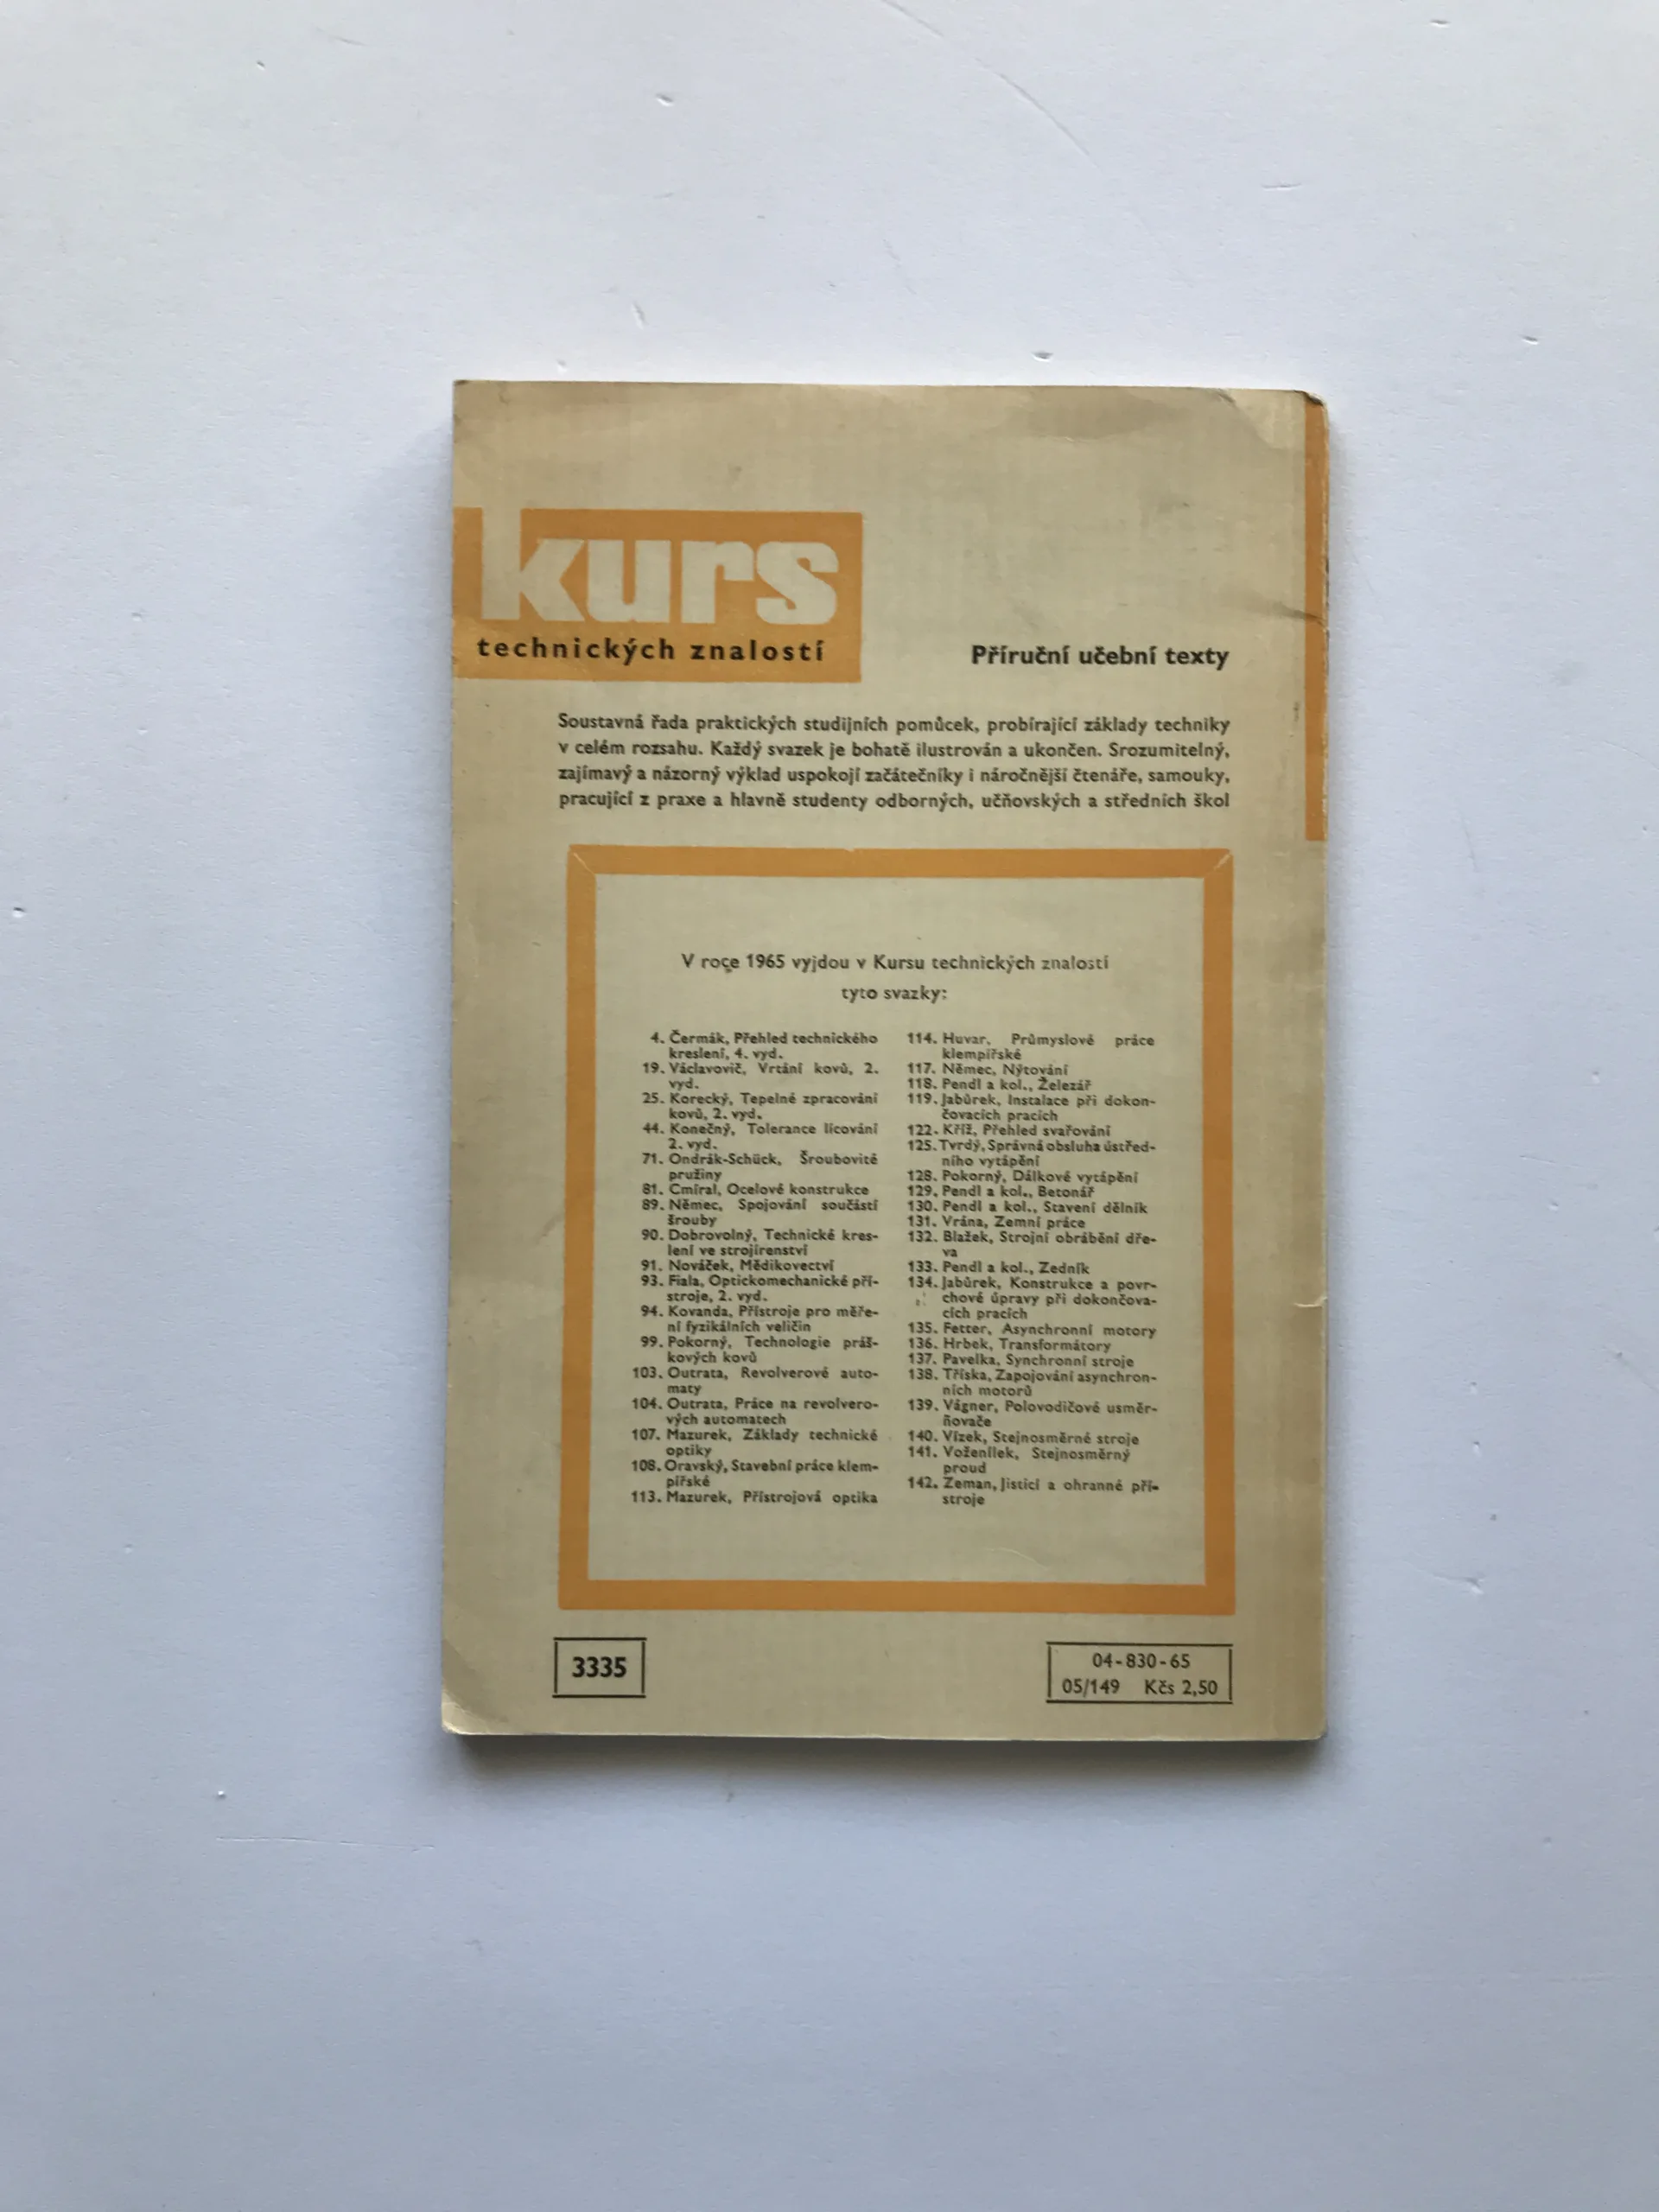 kurs
technických znalostí
Příruční učební texty
Soustavná řada praktických studijních pomůcek, probírající základy techniky
v celém rozsahu. Každý svazek je bohatě ilustrován a ukončen. Srozumitelný,
zajímavý a názorný výklad uspokojí začátečníky i náročnější čtenáře, samouky,
pracující z praxe a hlavně studenty odborných, učňovských a středních škol
V roce 1965 vyjdou v Kursu technických znalostí
tyto svazky:
4. Čermák, Přehled technického
kreslení, 4. vyd.
19. Václavovič, Vrtání kovů, 2.
vyd.
25. Korecký, Tepelné zpracování
kovů, 2. vyd.
44. Konečný, Tolerance lícování
2. vyd.
71. Ondrák-Schück, Šroubovité
pružiny
81. Cmíral, Ocelové konstrukce
89. Němec, Spojování součástí
šrouby
90. Dobrovolný, Technické kres-
lení ve strojírenství
91. Nováček, Mědikovectví
93. Fiala, Optickomechanické pří-
stroje, 2. vyd.
94. Kovanda, Přístroje pro měře-
ní fyzikálních veličin
99. Pokorný, Technologie práš-
kových kovů
103. Outrata, Revolverové auto-
maty
104. Outrata, Práce na revolvero-
vých automatech
107. Mazurek, Základy technické
optiky
108. Oravský, Stavební práce klem-
pířské
113. Mazurek, Přístrojová optika
114. Huvar, Průmyslové práce
klempířské
117. Němec, Nýtování
118. Pendl a kol., Železář
119. Jabůrek, Instalace při dokon-
čovacích pracích
122. Kříž, Přehled svařování
125. Tvrdý, Správná obsluha ústřed-
ního vytápění
128. Pokorný, Dálkové vytápění
129. Pendl a kol., Betonář
130. Pendl a kol., Stavení dělník
131. Vrána, Zemní práce
132. Blažek, Strojní obrábění dře-
va
133. Pendl a kol., Zedník
134. Jabůrek, Konstrukce a povr-
chové úpravy při dokončova-
cích pracích
135. Fetter, Asynchronní motory
136. Hrbek, Transformátory
137. Pavelka, Synchronní stroje
138. Tříska, Zapojování asynchron-
ních motorů
139. Vágner, Polovodičové usměr-
ňovače
140. Vízek, Stejnosměrné stroje
141. Voženílek, Stejnosměrný
proud
142. Zeman, Jisticí a ohranné pří-
stroje
3335
04-830-65
05/149 Kčs 2,50